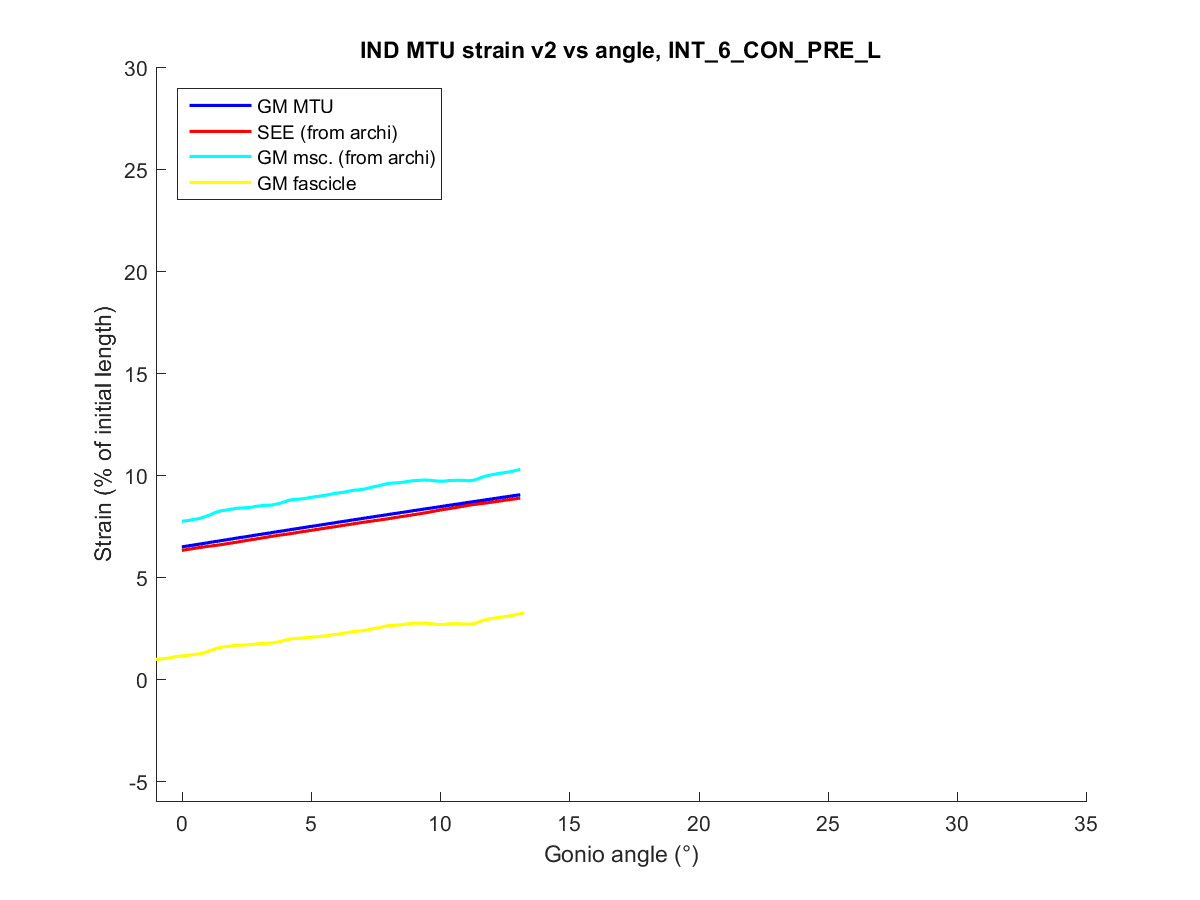 IND MTU strain v2 vs angle, INT_6_CON_PRE_L
30
25
20
15
10
5
0
-5
GM MTU
SEE (from archi)
GM msc. (from archi)
GM fascicle
Strain (% of initial length)
0 5 10 15 20 25 30 35
Gonio angle (°)